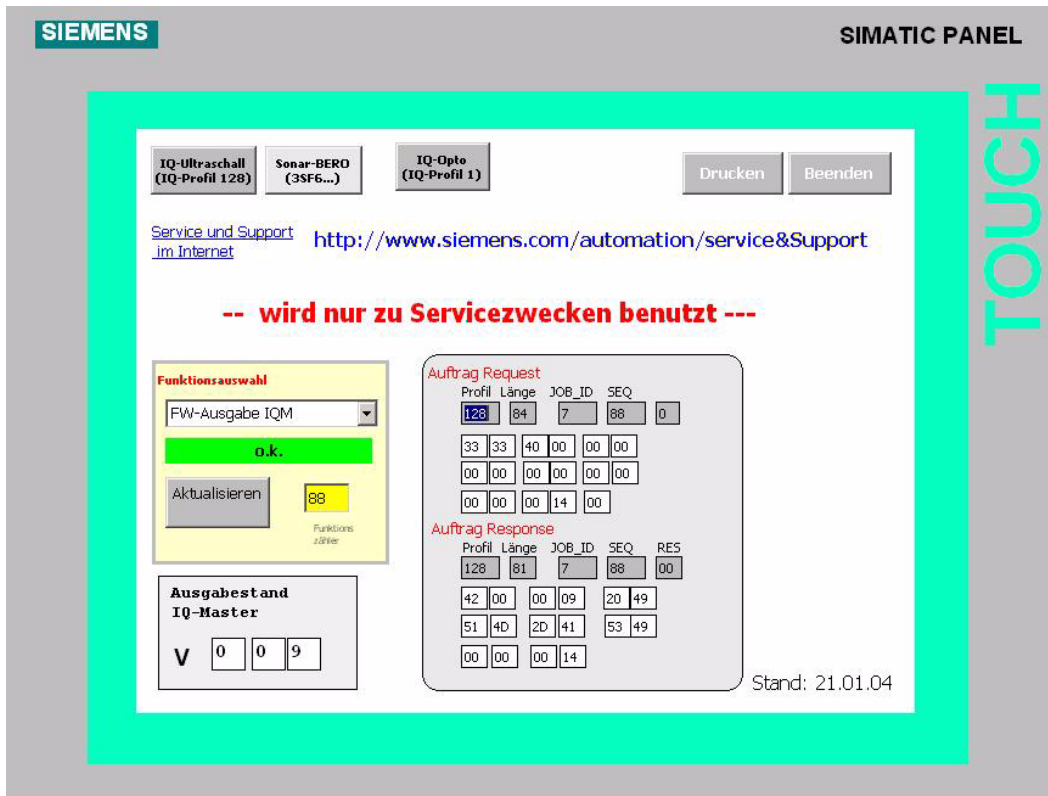 SIEMENS
SIMATIC PANEL
TOUCH
IQ-Ultraschall
(IQ-Profil 128)
Sonar-BERO
(3SF6...)
IQ-Opto
(IQ-Profil 1)
Drucken
Beenden
Service und Support
im Internet
http://www.siemens.com/automation/service&Support
-- wird nur zu Servicezwecken benutzt ---
Funktionsauswahl
FW-Ausgabe IQM
o.k.
Aktualisieren
88
Funktions
zähler
Ausgabestand
IQ-Master
V 0 0 9
Auftrag Request
Profil Länge JOB_ID SEQ
128 84 7 88 0
33 33 40 00 00 00
00 00 00 00 00 00
00 00 00 14 00
Auftrag Response
Profil Länge JOB_ID SEQ RES
128 81 7 88 00
42 00 00 09 20 49
51 4D 2D 41 53 49
00 00 00 14
Stand: 21.01.04